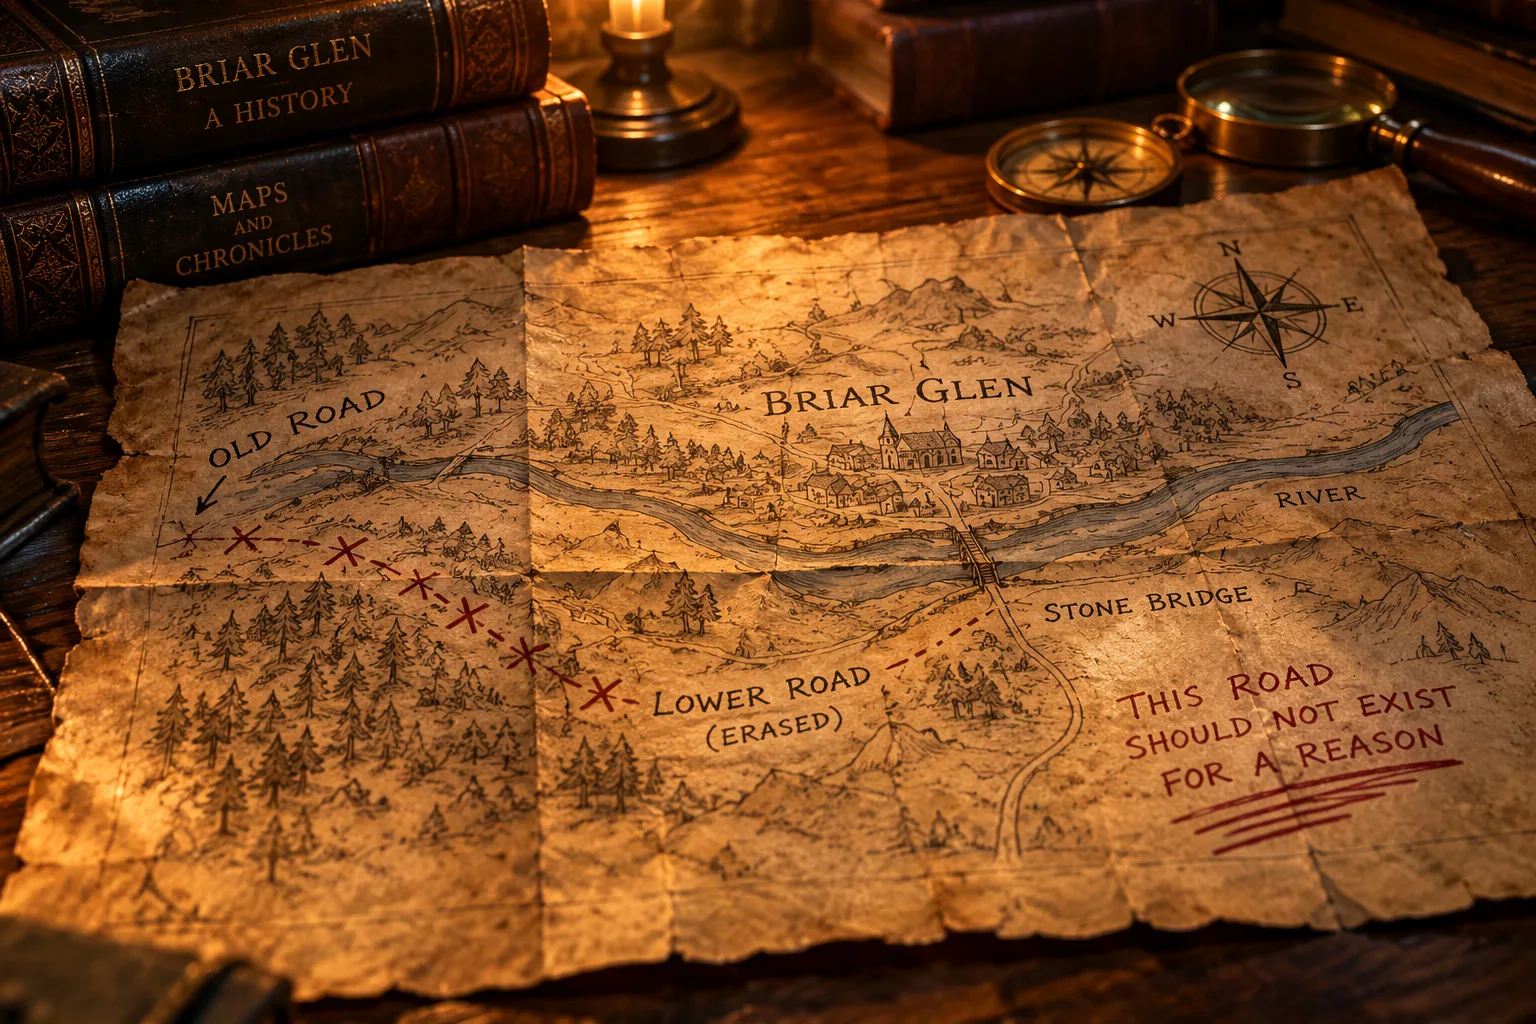 BRIAR GLEN
A HISTORY
MAPS
AND
CHRONICLES
N
W
E
S
BRIAR GLEN
OLD ROAD
RIVER
STONE BRIDGE
LOWER ROAD
(ERASED)
THIS ROAD
SHOULD NOT EXIST
FOR A REASON